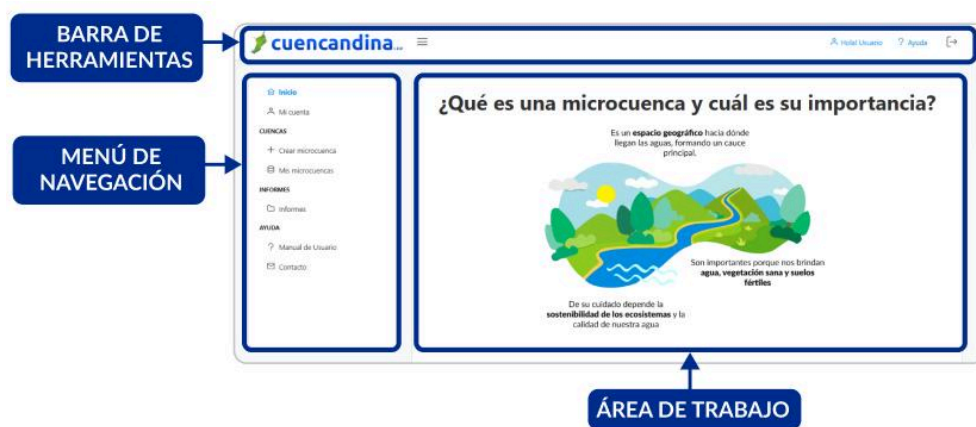 BARRA DE
HERRAMIENTAS
cuencandina
Hola! Usuario
? Ayuda
MENÚ DE
NAVEGACIÓN
Inicio
Mi cuenta
CUENCAS
Crear microcuenca
Mis microcuencas
INFORMES
Informes
AYUDA
? Manual de Usuario
Contacto
¿Qué es una microcuenca y cuál es su importancia?
Es un espacio geográfico hacia dónde
llegan las aguas, formando un cauce
principal.
Son importantes porque nos brindan
agua, vegetación sana y suelos
fértiles
De su cuidado depende la
sostenibilidad de los ecosistemas y la
calidad de nuestra agua
ÁREA DE TRABAJO